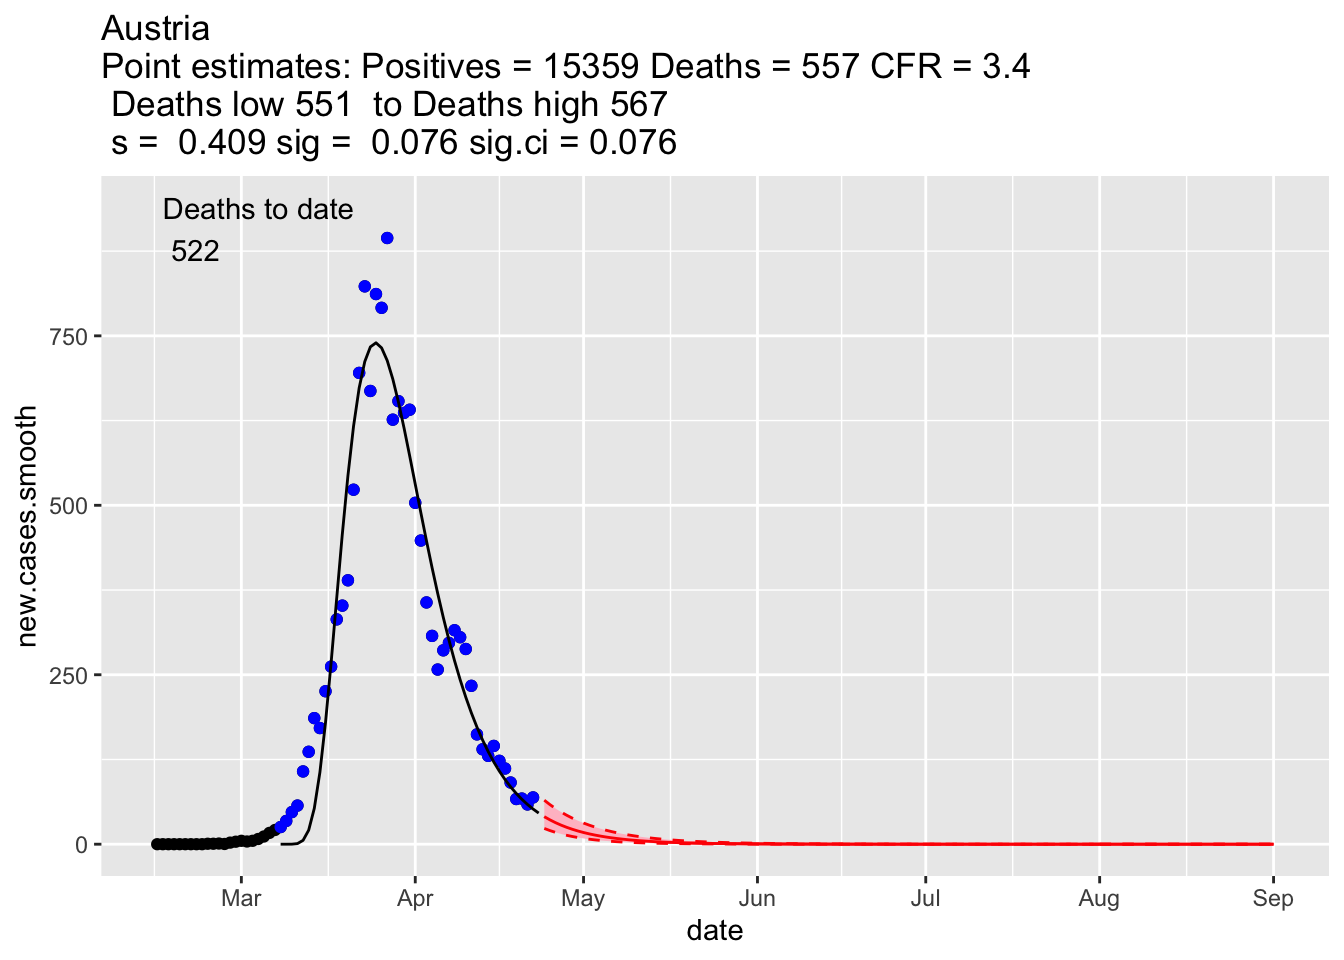 Austria
Point estimates: Positives = 15359 Deaths = 557 CFR = 3.4
Deaths low 551  to Deaths high 567
s =  0.409 sig =  0.076 sig.ci = 0.076
Deaths to date
522
750
500
250
0
new.cases.smooth
Mar Apr May Jun Jul Aug Sep
date